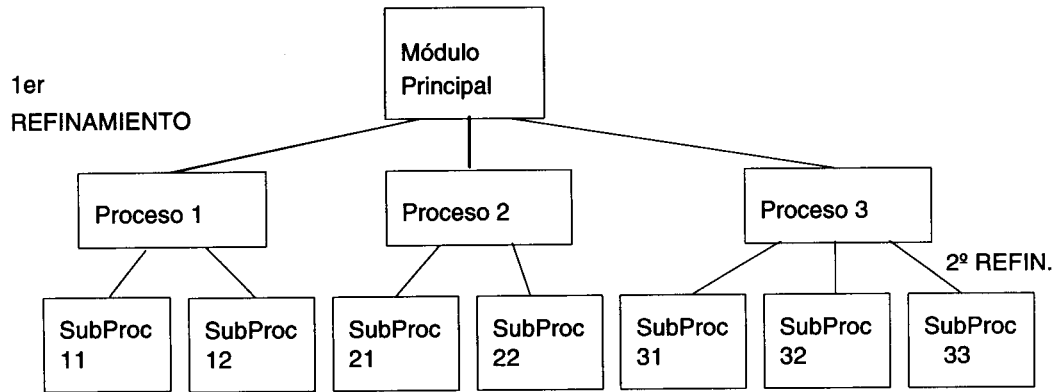 Módulo
Principal
1er
REFINAMIENTO
Proceso 1
Proceso 2
Proceso 3
2º REFIN.
SubProc
11
SubProc
12
SubProc
21
SubProc
22
SubProc
31
SubProc
32
SubProc
33